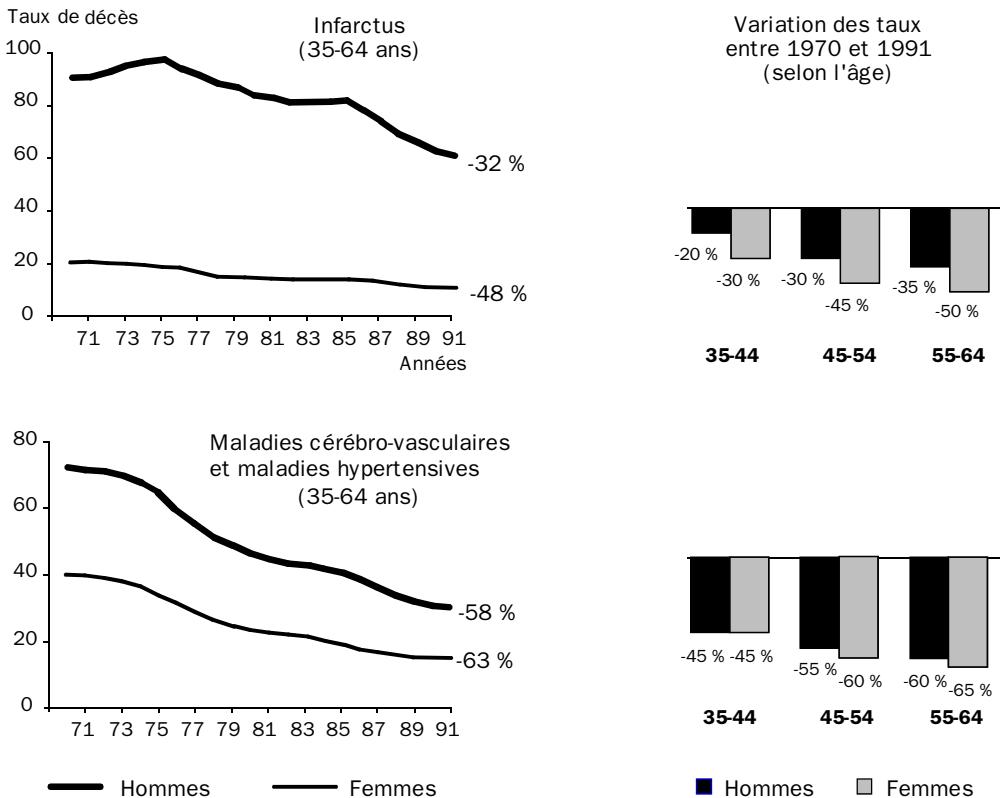 Taux de décès
Infarctus
(35-64 ans)
100
80
60
40
20
0
-32 %
-48 %
71 73 75 77 79 81 83 85 87 89 91
Années
Variation des taux
entre 1970 et 1991
(selon l'âge)
-20 %
-30 %
-30 %
-45 %
-35 %
-50 %
35-44 45-54 55-64
Maladies cérébro-vasculaires
et maladies hypertensives
(35-64 ans)
80
60
40
20
0
-58 %
-63 %
71 73 75 77 79 81 83 85 87 89 91
-45 % -45 %
-55 %
-60 %
-60 %
-65 %
35-44 45-54 55-64
Hommes Femmes
Hommes Femmes